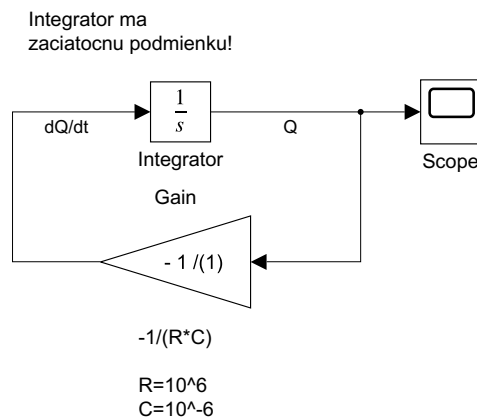 Integrator ma
zaciatocnu podmienku!
1
s
dQ/dt
Q
Integrator
Scope
Gain
- 1 /(1)
-1/(R*C)
R=10^6
C=10^-6